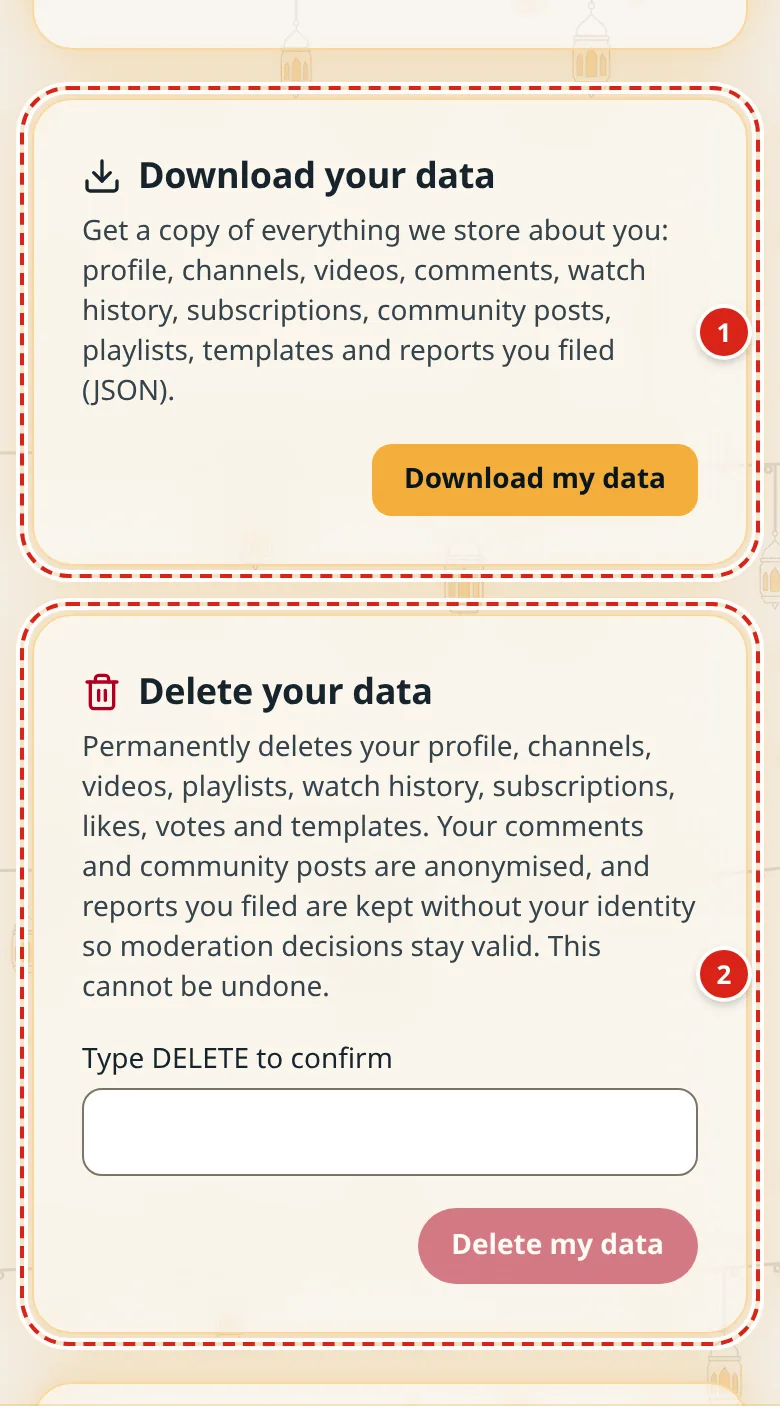 Download your data
Get a copy of everything we store about you:
profile, channels, videos, comments, watch
history, subscriptions, community posts,
playlists, templates and reports you filed
(JSON).
1
Download my data
Delete your data
Permanently deletes your profile, channels,
videos, playlists, watch history, subscriptions,
likes, votes and templates. Your comments
and community posts are anonymised, and
reports you filed are kept without your identity
so moderation decisions stay valid. This
cannot be undone.
2
Type DELETE to confirm
Delete my data